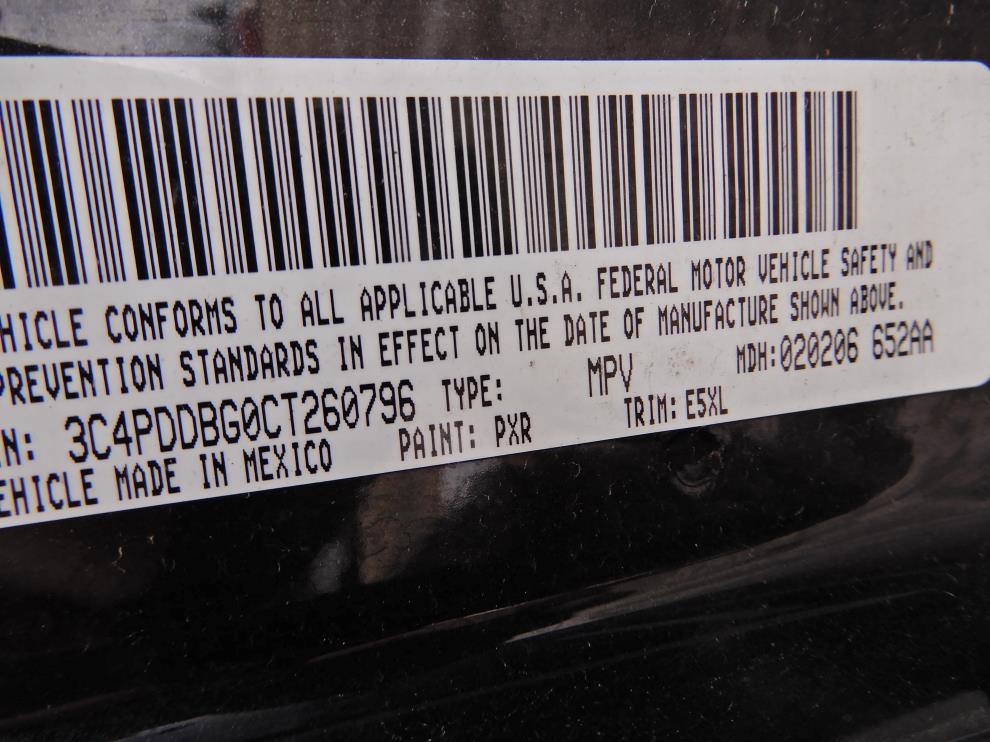 HICLE CONFORMS TO ALL APPLICABLE U.S.A. FEDERAL MOTOR VEHICLE SAFETY AND
PREVENTION STANDARDS IN EFFECT ON THE DATE OF MANUFACTURE SHOWN ABOVE.
N: 3C4PDDBG0CT260796 TYPE: MPV MDH:020206 652AA
EHICLE MADE IN MEXICO PAINT: PXR TRIM: E5XL